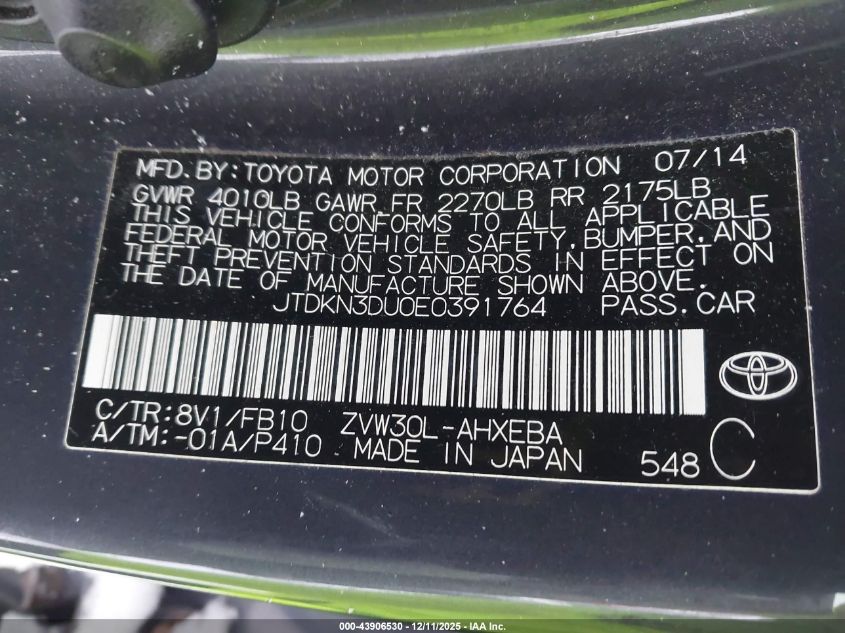 MFD.BY:TOYOTA MOTOR CORPORATION 07/14
GVWR 4010LB GAWR FR 2270LB RR 2175LB
THIS VEHICLE CONFORMS TO ALL APPLICABLE
FEDERAL MOTOR VEHICLE SAFETY,BUMPER,AND
THEFT PREVENTION STANDARDS IN EFFECT ON
THE DATE OF MANUFACTURE SHOWN ABOVE.
JTDKN3DU0E0391764 PASS.CAR
C/TR:8V1/FB10 ZVW30L-AHXEBA
A/TM:-01A/P410 MADE IN JAPAN 548 C
000-43906530 - 12/11/2025 - IAA Inc.